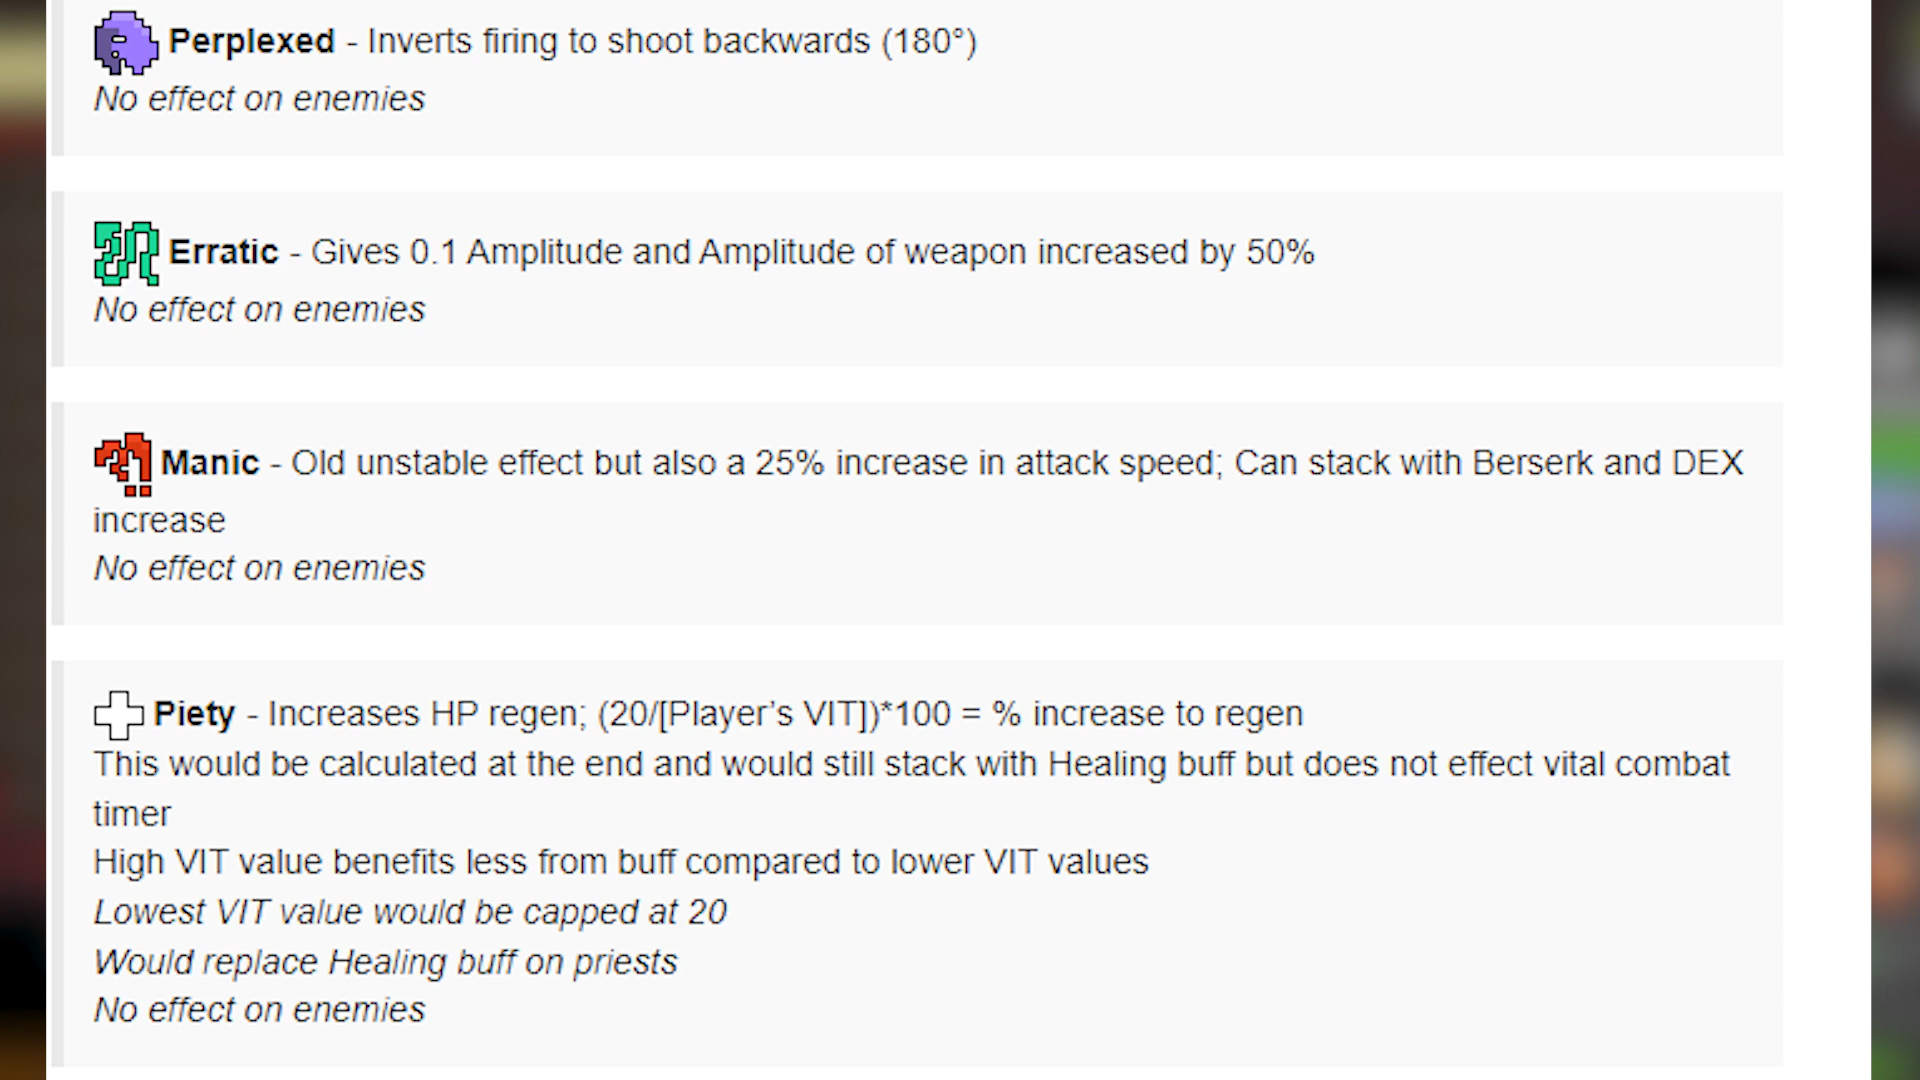 Perplexed - Inverts firing to shoot backwards (180°)
No effect on enemies
Erratic - Gives 0.1 Amplitude and Amplitude of weapon increased by 50%
No effect on enemies
Manic - Old unstable effect but also a 25% increase in attack speed; Can stack with Berserk and DEX
increase
No effect on enemies
Piety - Increases HP regen; (20/[Player’s VIT])*100 = % increase to regen
This would be calculated at the end and would still stack with Healing buff but does not effect vital combat
timer
High VIT value benefits less from buff compared to lower VIT values
Lowest VIT value would be capped at 20
Would replace Healing buff on priests
No effect on enemies